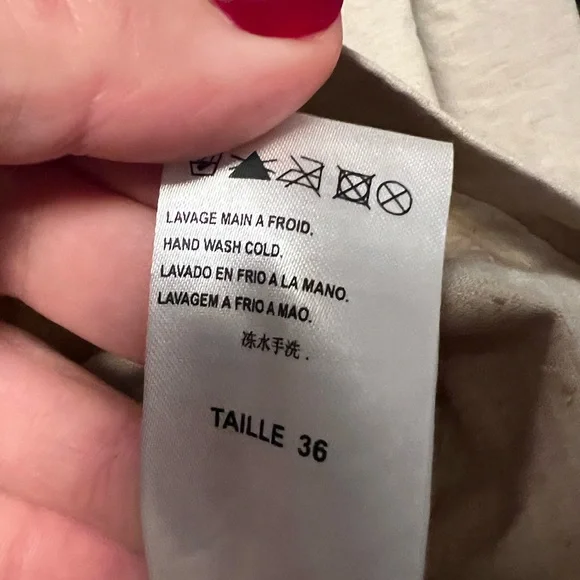 LAVAGE MAIN A FROID.
HAND WASH COLD.
LAVADO EN FRIO A LA MANO.
LAVAGEM A FRIO A MAO.
冻水手洗.
TAILLE 36